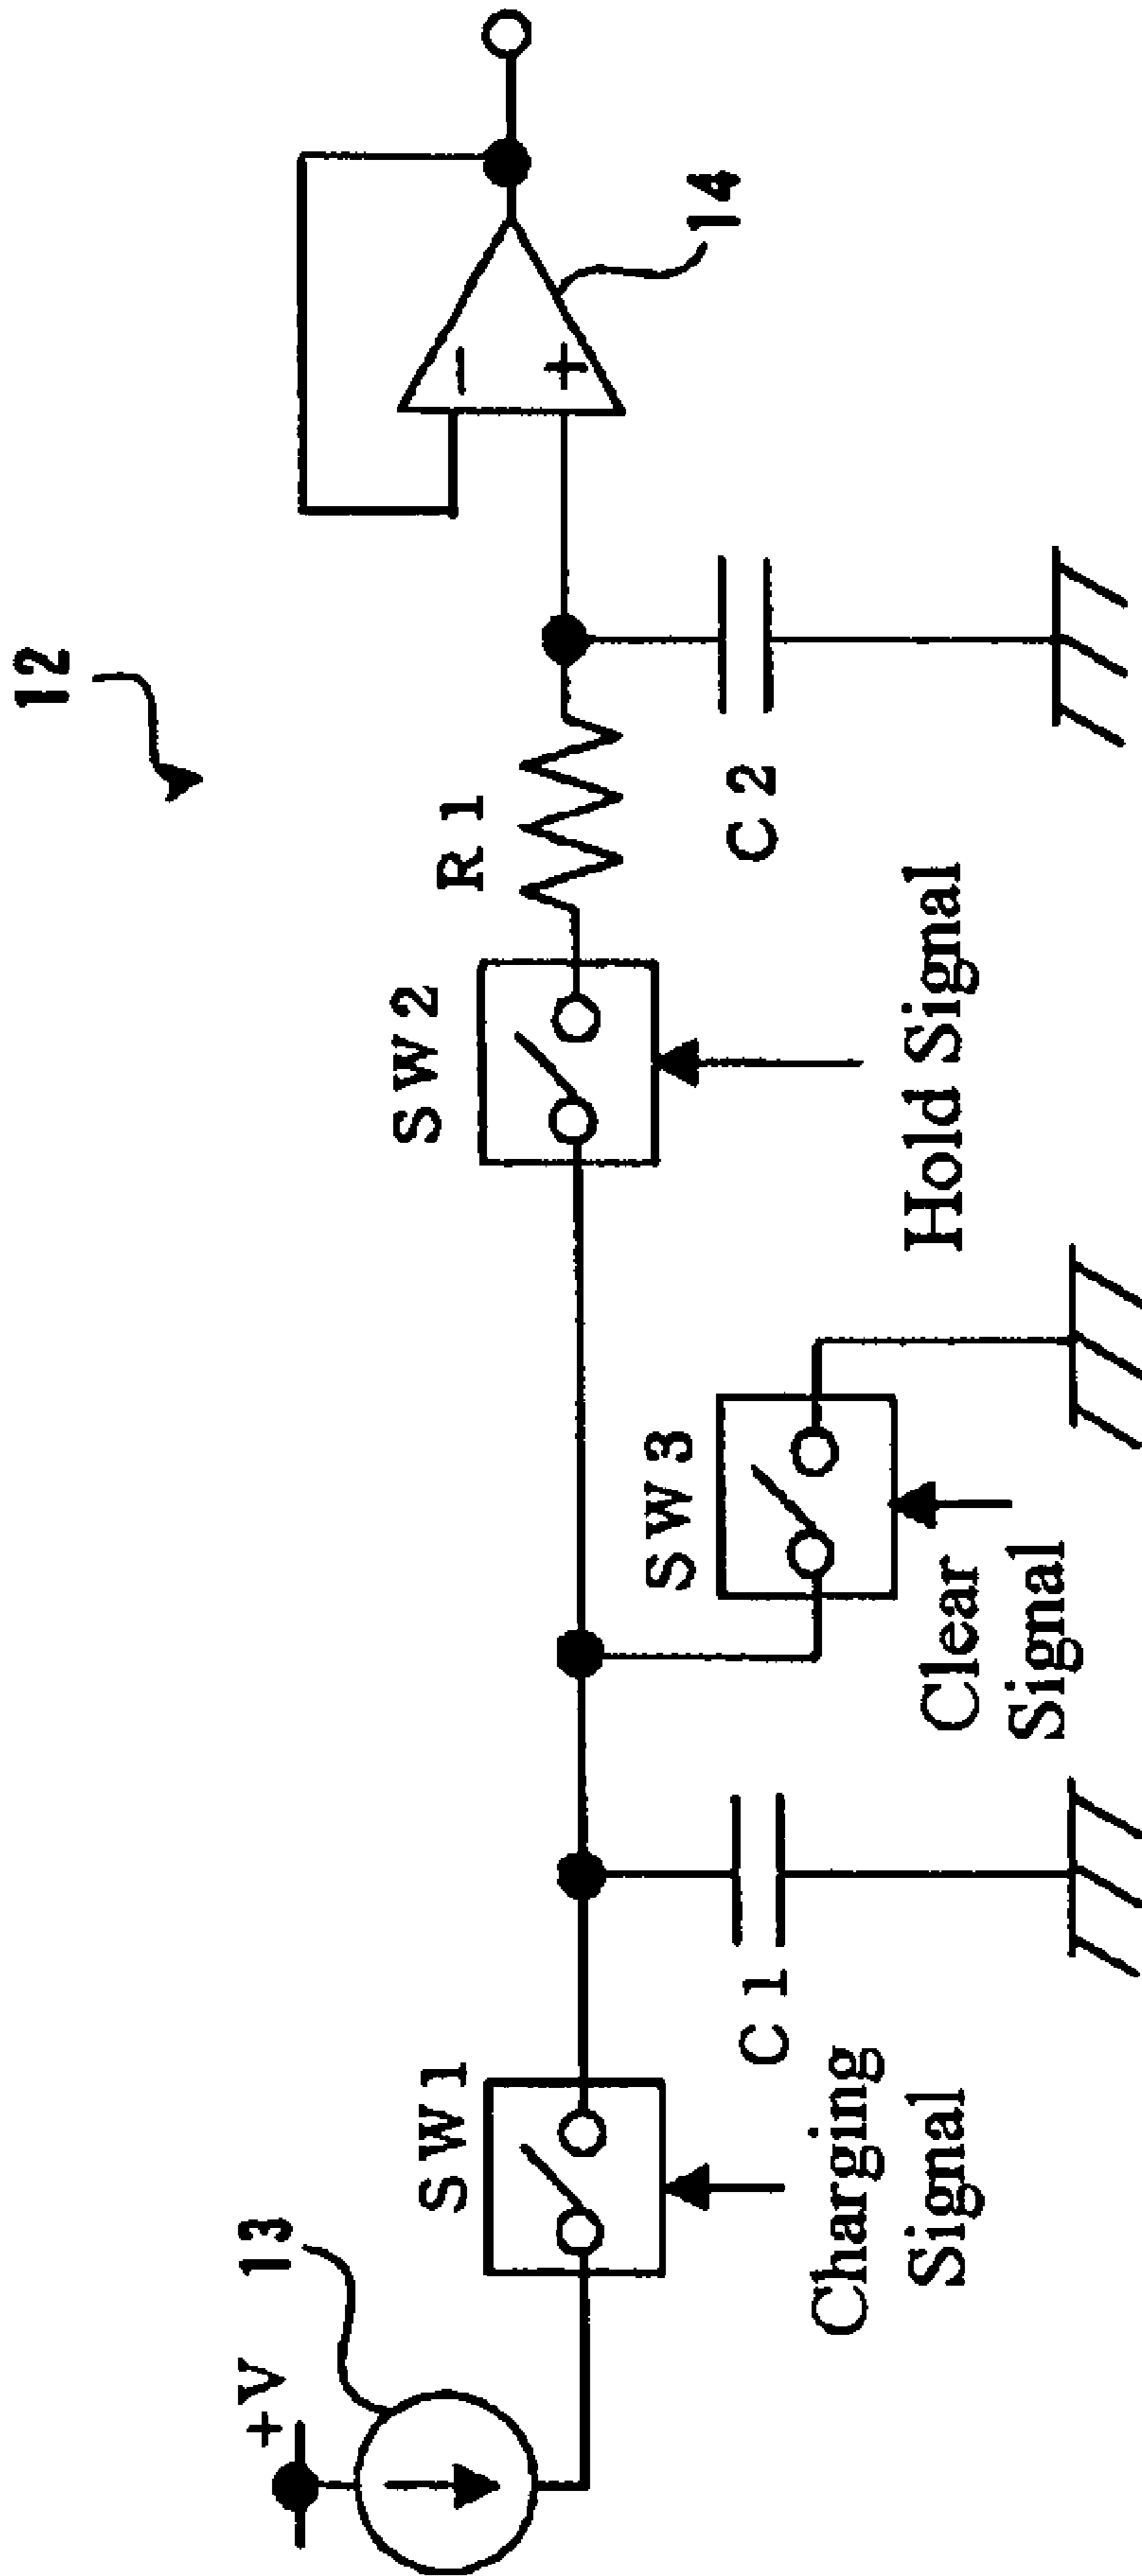 12
+V
13
SW1
Charging
Signal
C1
SW3
Clear
Signal
SW2
Hold Signal
R1
C2
−
+
14